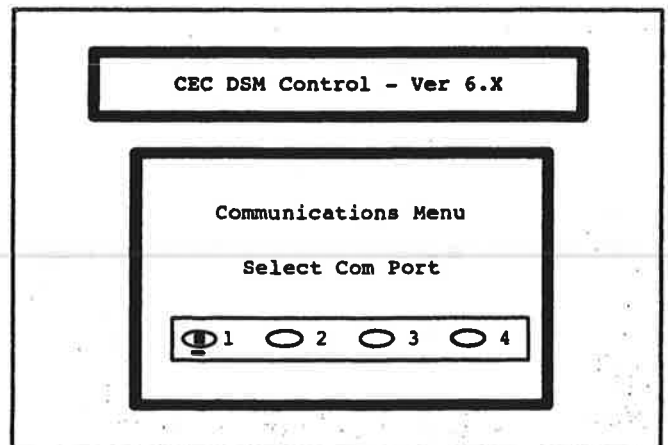 CEC DSM Control - Ver 6.X
Communications Menu
Select Com Port
1 2 3 4